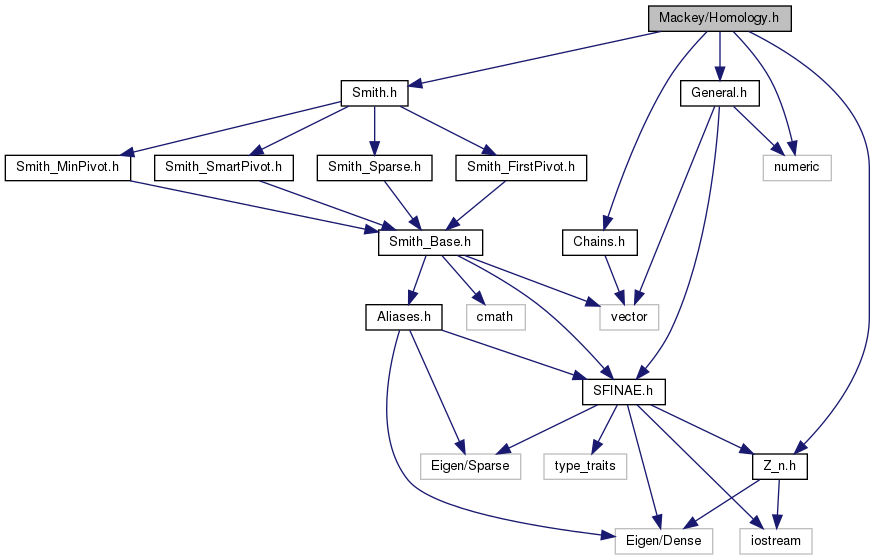 Mackey/Homology.h
Smith.h
General.h
Smith_MinPivot.h
Smith_SmartPivot.h
Smith_Sparse.h
Smith_FirstPivot.h
numeric
Smith_Base.h
Chains.h
Aliases.h
cmath
vector
SFINAE.h
Eigen/Sparse
type_traits
Z_n.h
Eigen/Dense
iostream